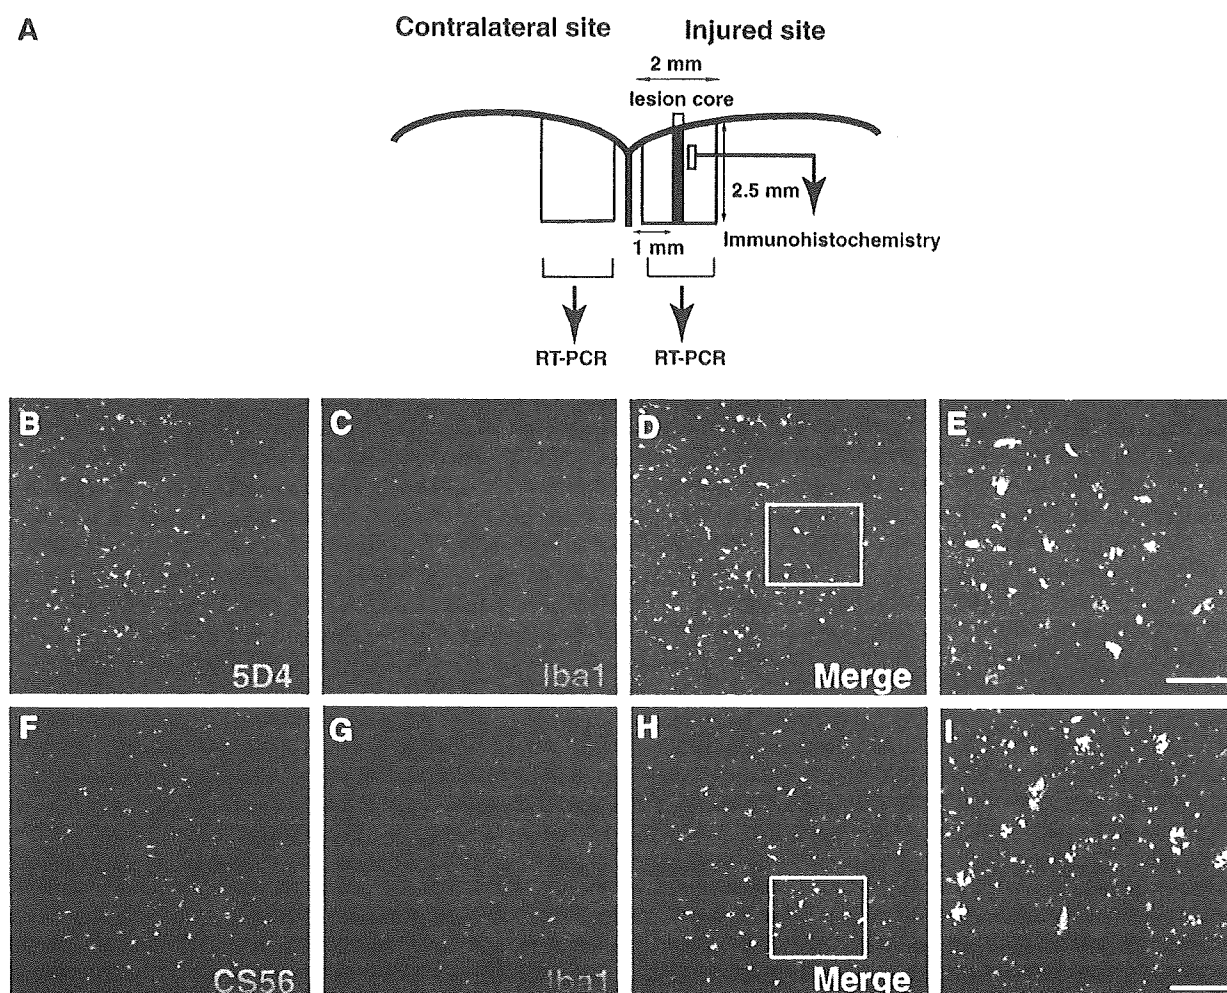 A
Contralateral site Injured site
2 mm
lesion core
2.5 mm
1 mm
Immunohistochemistry
RT-PCR RT-PCR
B C D E
5D4 Iba1 Merge
F G H I
CS56 Iba1 Merge